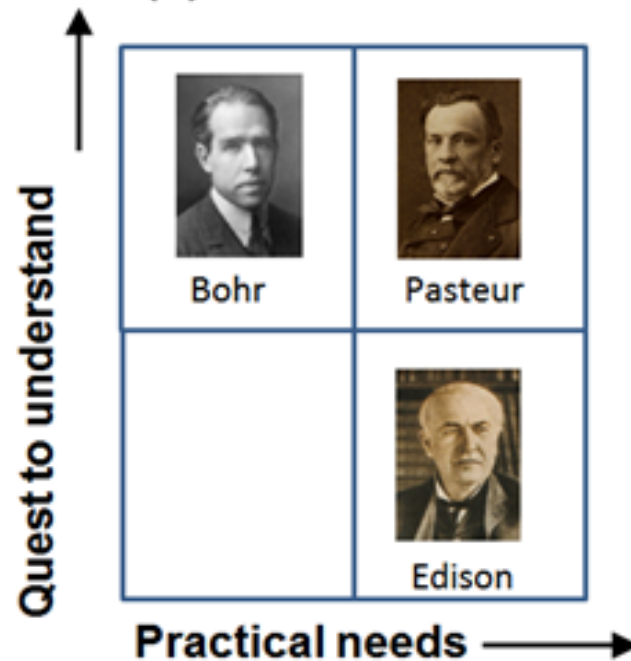 Quest to understand
Bohr
Pasteur
Edison
Practical needs